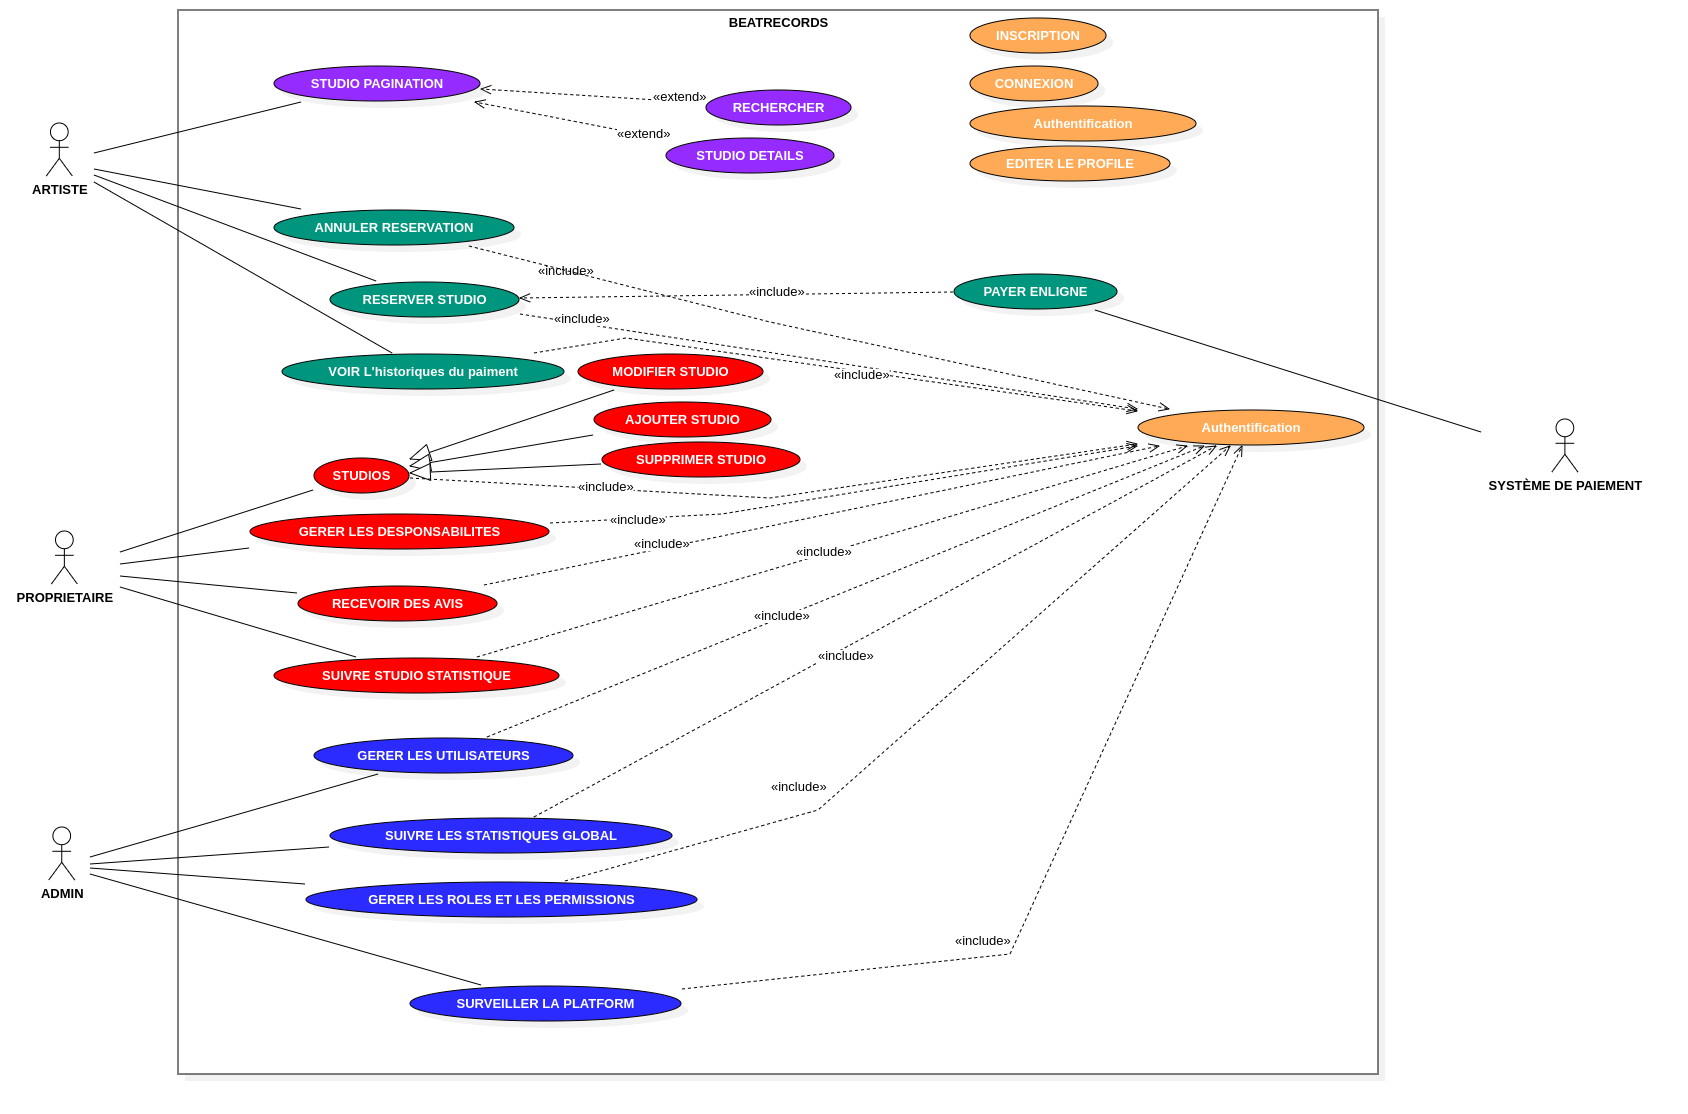 BEATRECORDS
INSCRIPTION
STUDIO PAGINATION
CONNEXION
«extend»
RECHERCHER
Authentification
«extend»
STUDIO DETAILS
EDITER LE PROFILE
ARTISTE
ANNULER RESERVATION
«include»
RESERVER STUDIO
«include»
PAYER ENLIGNE
«include»
VOIR L'historiques du paiment
MODIFIER STUDIO
«include»
AJOUTER STUDIO
Authentification
SUPPRIMER STUDIO
STUDIOS
«include»
SYSTÈME DE PAIEMENT
GERER LES DESPONSABILITES
«include»
«include»
«include»
PROPRIETAIRE
RECEVOIR DES AVIS
«include»
«include»
SUIVRE STUDIO STATISTIQUE
GERER LES UTILISATEURS
«include»
SUIVRE LES STATISTIQUES GLOBAL
ADMIN
GERER LES ROLES ET LES PERMISSIONS
«include»
SURVEILLER LA PLATFORM